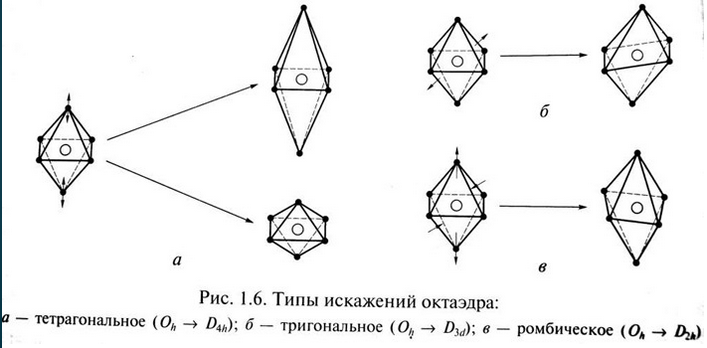 а
б
в
Рис. 1.6. Типы искажений октаэдра:
а — тетрагональное (Oh → D4h); б — тригональное (Oh → D3d); в — ромбическое (Oh → D2h)